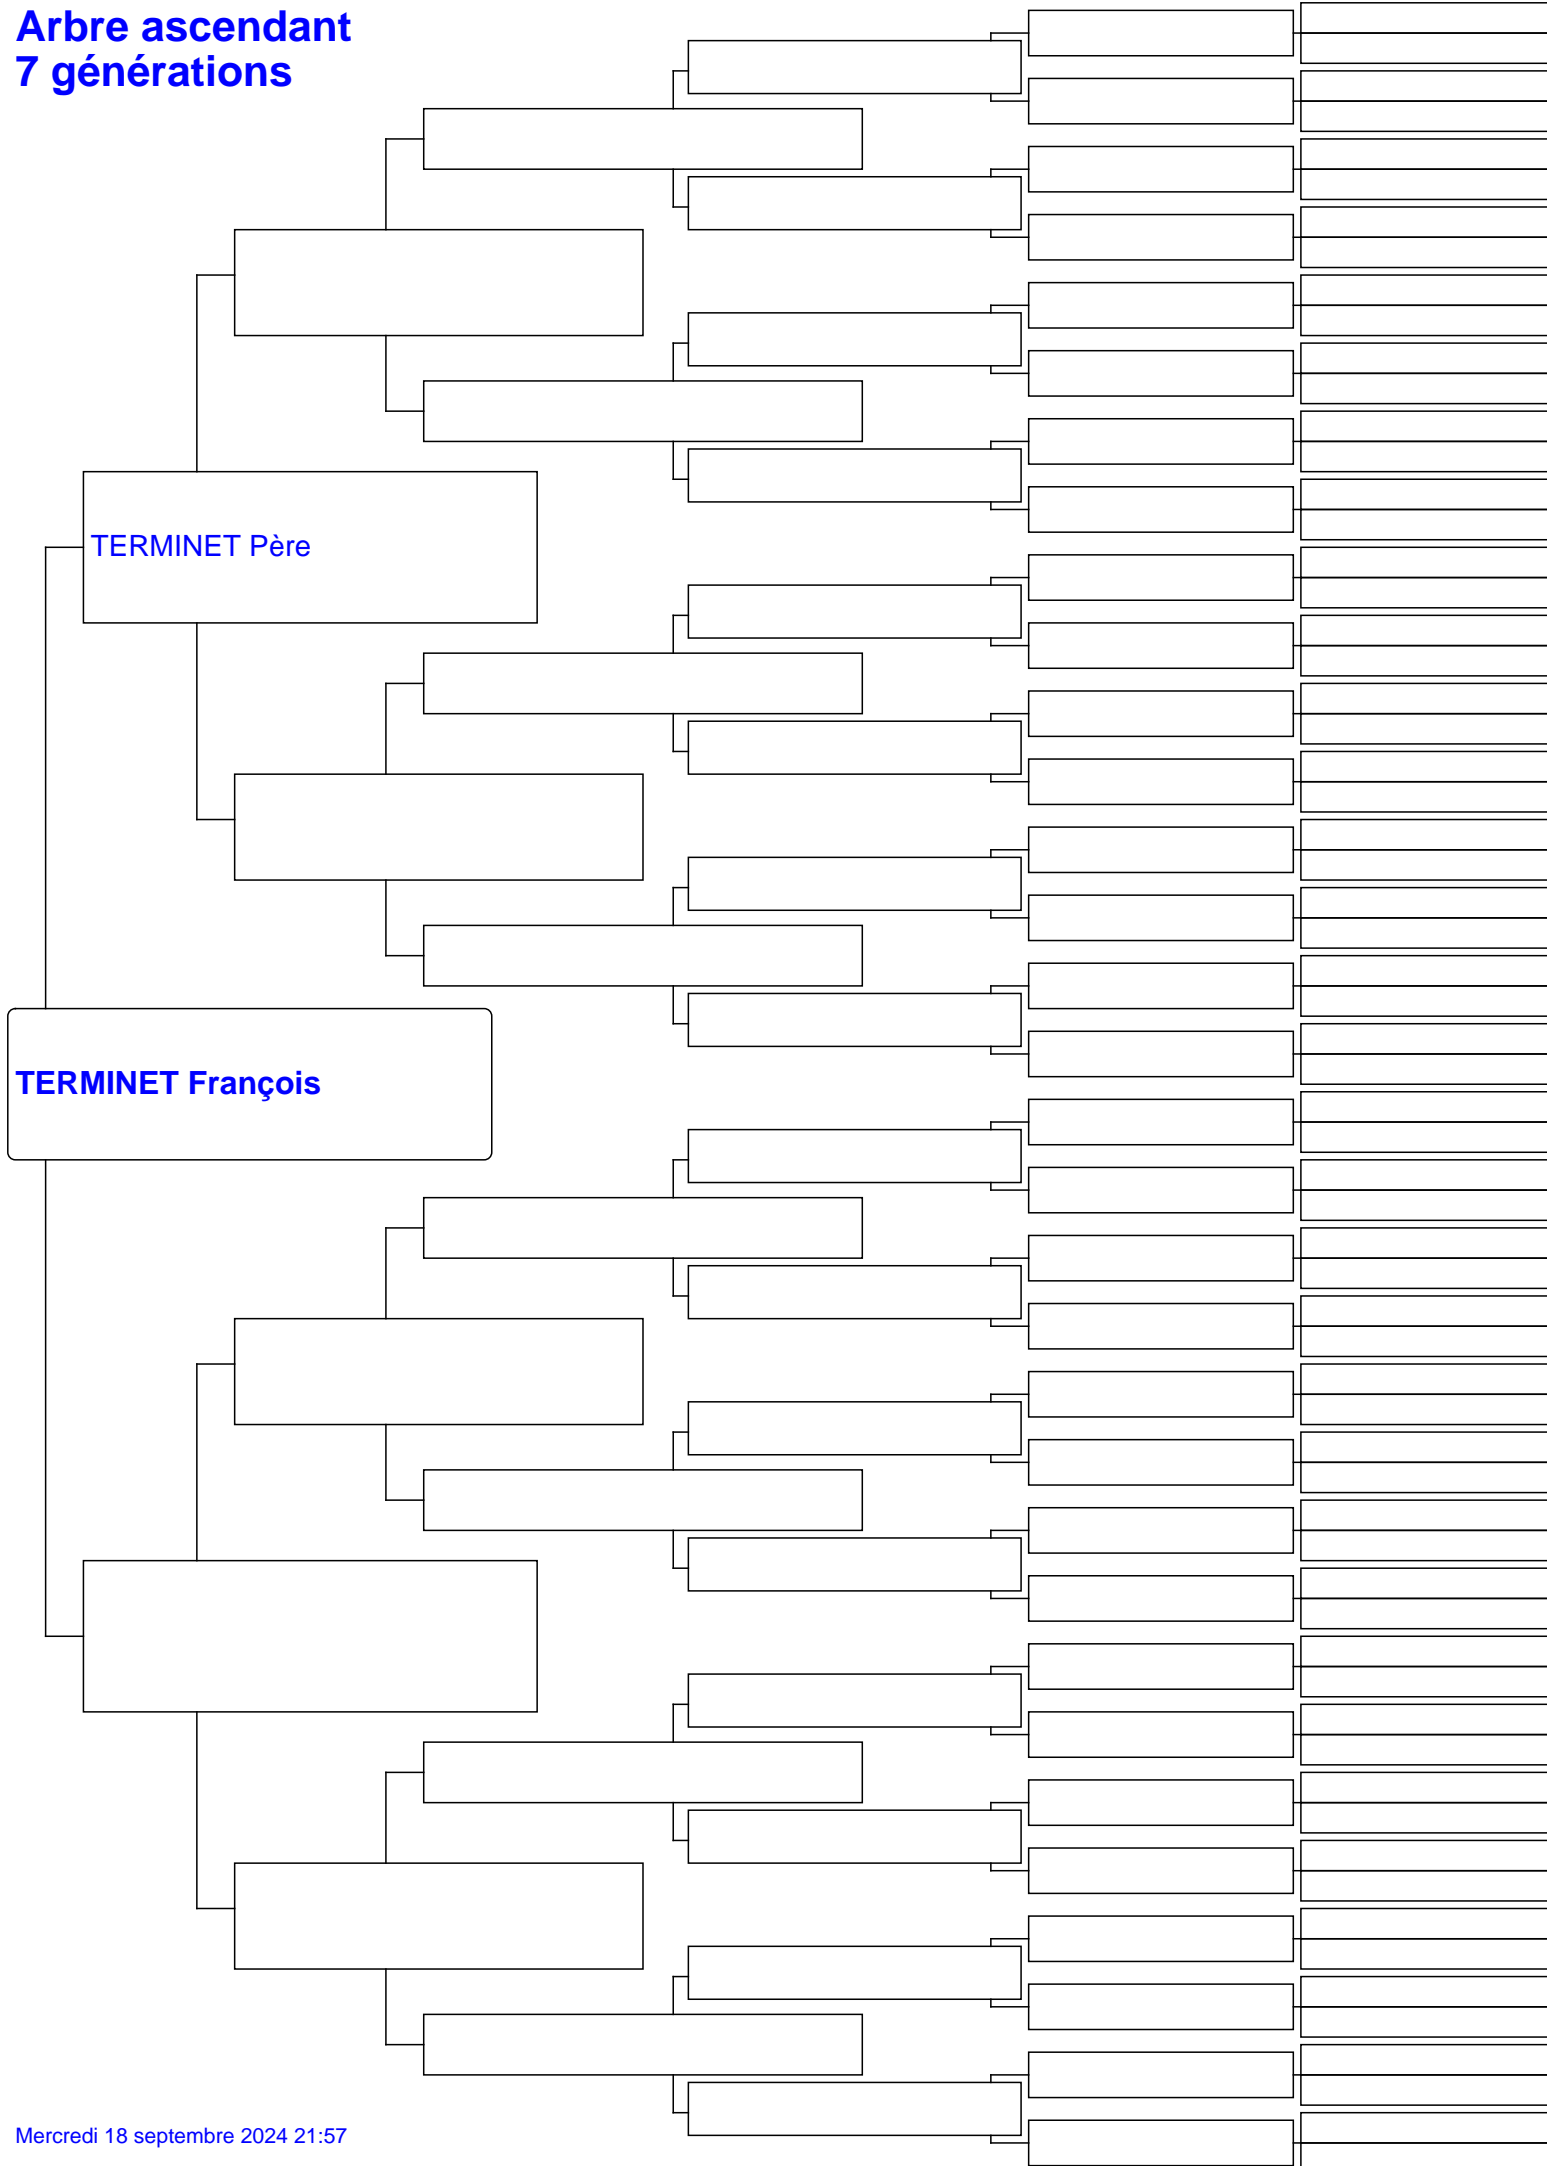 Arbre ascendant
7 générations
TERMINET Père
TERMINET François
Mercredi 18 septembre 2024 21:57